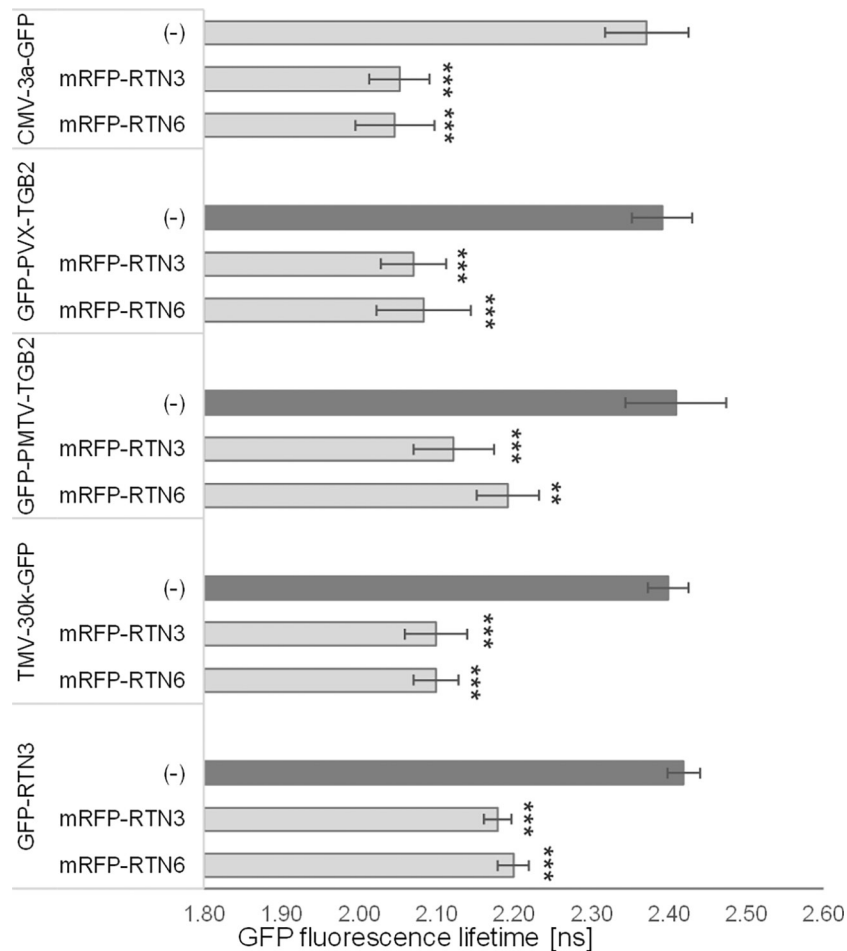 CMV-3a-GFP
(-)
mRFP-RTN3
***
mRFP-RTN6
***
GFP-PVX-TGB2
(-)
mRFP-RTN3
***
mRFP-RTN6
***
GFP-PMTV-TGB2
(-)
mRFP-RTN3
***
mRFP-RTN6
**
TMV-30k-GFP
(-)
mRFP-RTN3
***
mRFP-RTN6
***
GFP-RTN3
(-)
mRFP-RTN3
***
mRFP-RTN6
***
1.80 1.90 2.00 2.10 2.20 2.30 2.40 2.50 2.60
GFP fluorescence lifetime [ns]